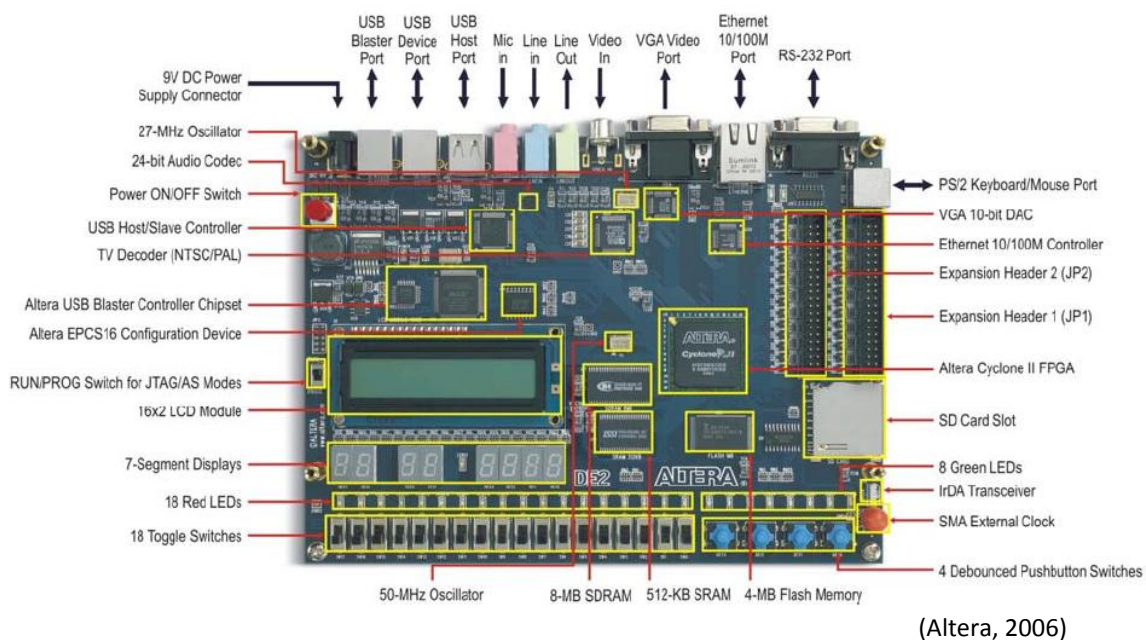 USB
Blaster
Port
USB
Device
Port
USB
Host
Port
Mic
in
Line
in
Line
Out
Video
In
VGA Video
Port
Ethernet
10/100M
Port
RS-232 Port
9V DC Power
Supply Connector
27-MHz Oscillator
24-bit Audio Codec
Power ON/OFF Switch
USB Host/Slave Controller
TV Decoder (NTSC/PAL)
Altera USB Blaster Controller Chipset
Altera EPCS16 Configuration Device
RUN/PROG Switch for JTAG/AS Modes
16x2 LCD Module
7-Segment Displays
18 Red LEDs
18 Toggle Switches
PS/2 Keyboard/Mouse Port
VGA 10-bit DAC
Ethernet 10/100M Controller
Expansion Header 2 (JP2)
Expansion Header 1 (JP1)
Altera Cyclone II FPGA
SD Card Slot
8 Green LEDs
IrDA Transceiver
SMA External Clock
4 Debounced Pushbutton Switches
ALTERA
Cyclone II
DE2
ALTERA
50-MHz Oscillator
8-MB SDRAM
512-KB SRAM
4-MB Flash Memory
(Altera, 2006)